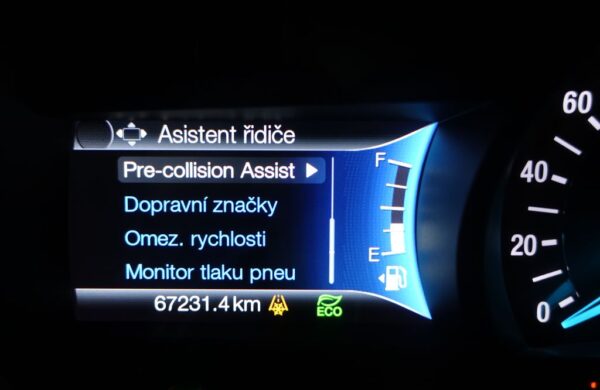 Asistent řidiče
Pre-collision Assist
Dopravní značky
Omez. rychlosti
Monitor tlaku pneu
67231.4 km
ECO
F
E
60
40
20
0